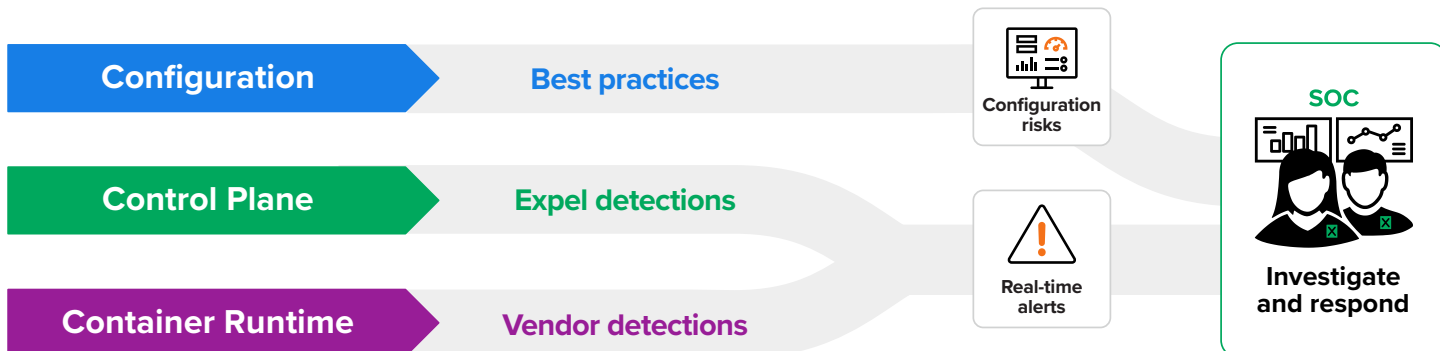 Configuration
Best practices
Configuration
risks
SOC
Control Plane
Expel detections
Real-time
alerts
Investigate
and respond
Container Runtime
Vendor detections